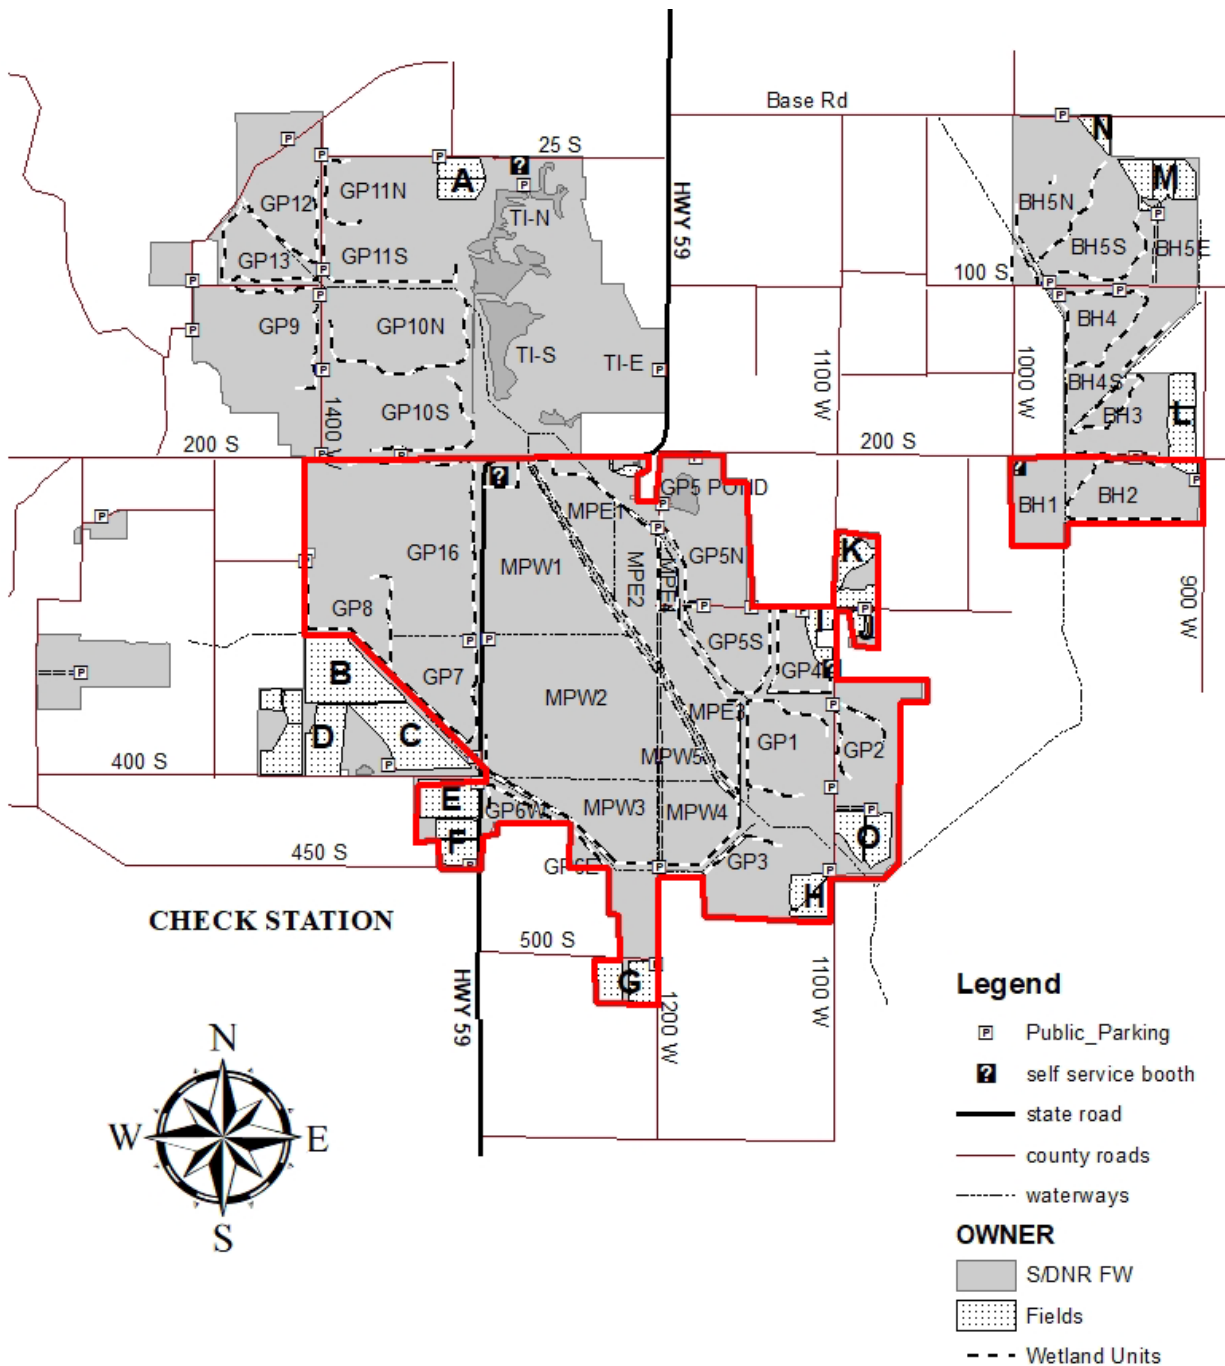 Base Rd
N
25 S
A
M
GP11N
GP12
TI-N
HWY 59
BH5N
BH5S
BH5E
GP11S
GP13
100 S
GP9
GP10N
BH4
TI-S
TI-E
1100 W
1000 W
BH4S
GP10S
1400 W
BH3
L
200 S
200 S
GP5 POND
BH1
BH2
MPE1
GP16
MPW1
MPE2
MPE4
GP5N
K
900 W
GP8
I
J
GP5S
B
GP7
GP4
MPW2
MPE3
D
C
GP1
GP2
MPW5
400 S
E
GP6W
MPW3
MPW4
O
F
450 S
GP6E
GP3
H
CHECK STATION
500 S
G
HWY 59
1200 W
1100 W
Legend
P Public_Parking
? self service booth
state road
county roads
waterways
OWNER
S/DNR FW
Fields
Wetland Units
N
W E
S